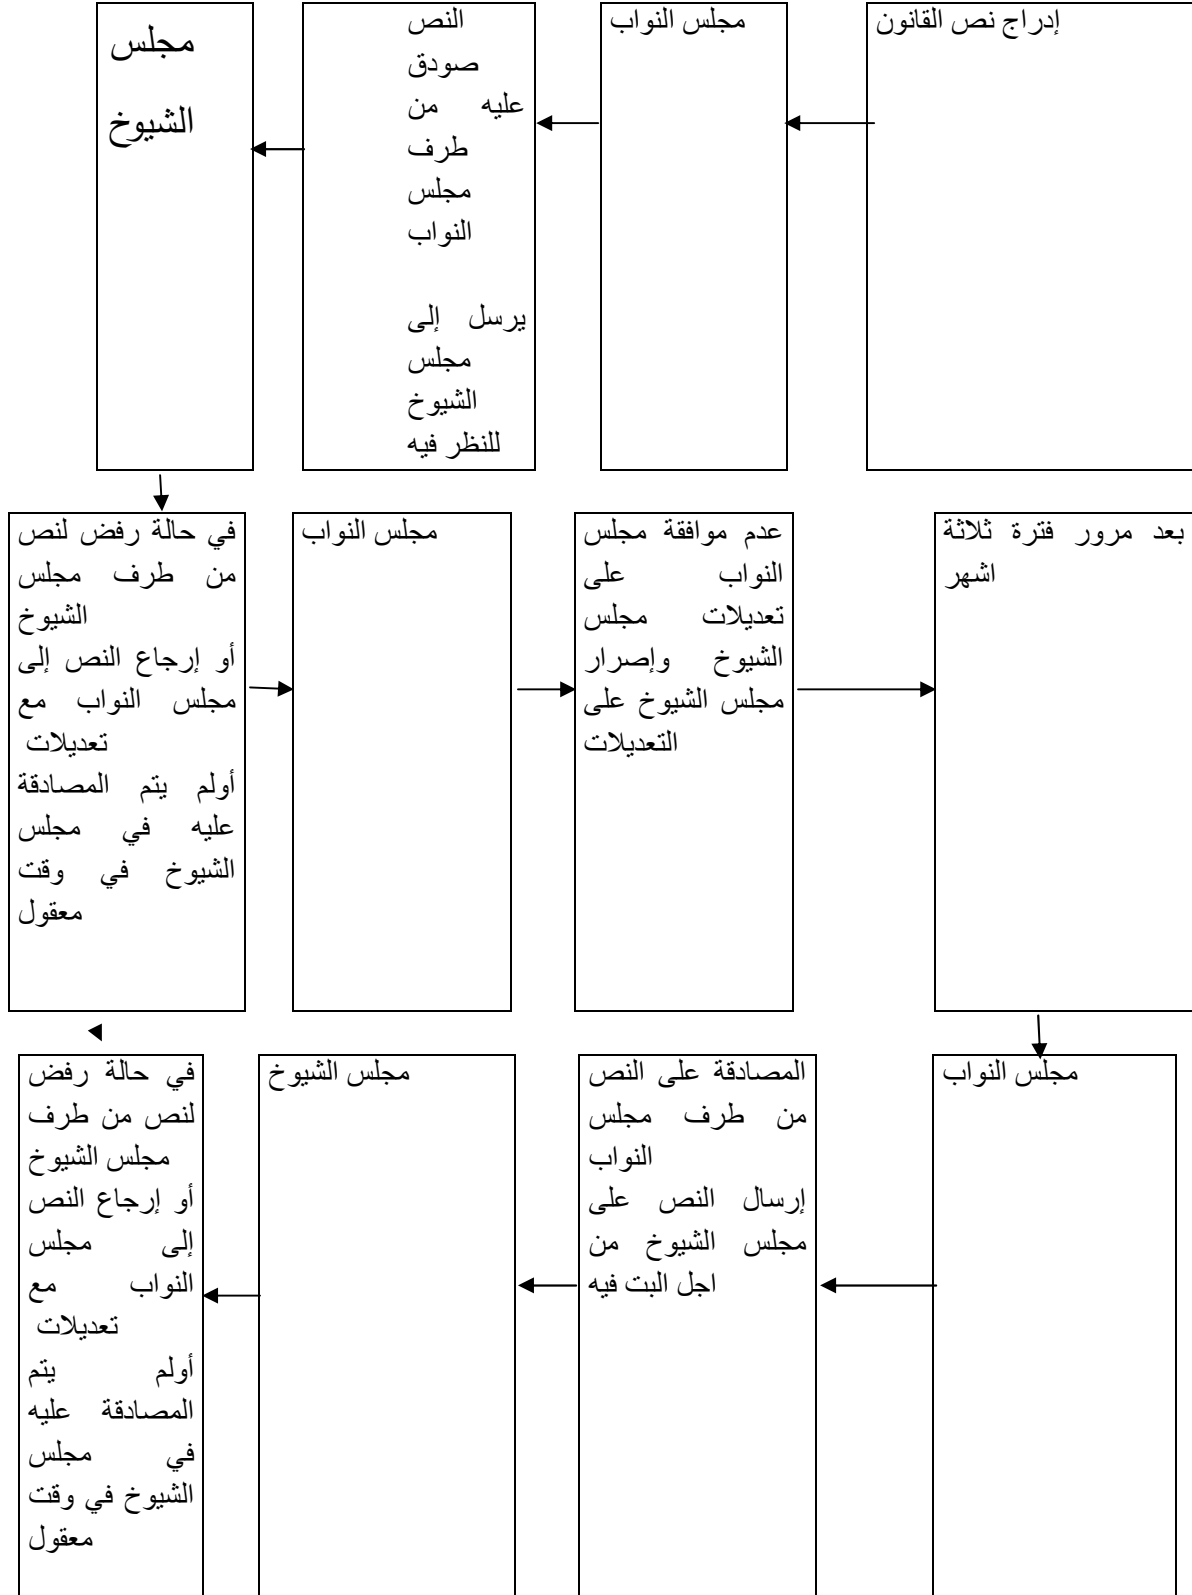 إدراج نص القانون
مجلس النواب
النص
صودق
عليه من
طرف
مجلس
النواب
يرسل إلى
مجلس
الشيوخ
للنظر فيه
مجلس
الشيوخ
في حالة رفض لنص
من طرف مجلس
الشيوخ
أو إرجاع النص إلى
مجلس النواب مع
تعديلات
أولم يتم المصادقة
عليه في مجلس
الشيوخ في وقت
معقول
مجلس النواب
عدم موافقة مجلس
النواب على
تعديلات مجلس
الشيوخ وإصرار
مجلس الشيوخ على
التعديلات
بعد مرور فترة ثلاثة
اشهر
مجلس النواب
المصادقة على النص
من طرف مجلس
النواب
إرسال النص على
مجلس الشيوخ من
اجل البت فيه
مجلس الشيوخ
في حالة رفض
لنص من طرف
مجلس الشيوخ
أو إرجاع النص
إلى مجلس
النواب مع
تعديلات
أولم يتم
المصادقة عليه
في مجلس
الشيوخ في وقت
معقول